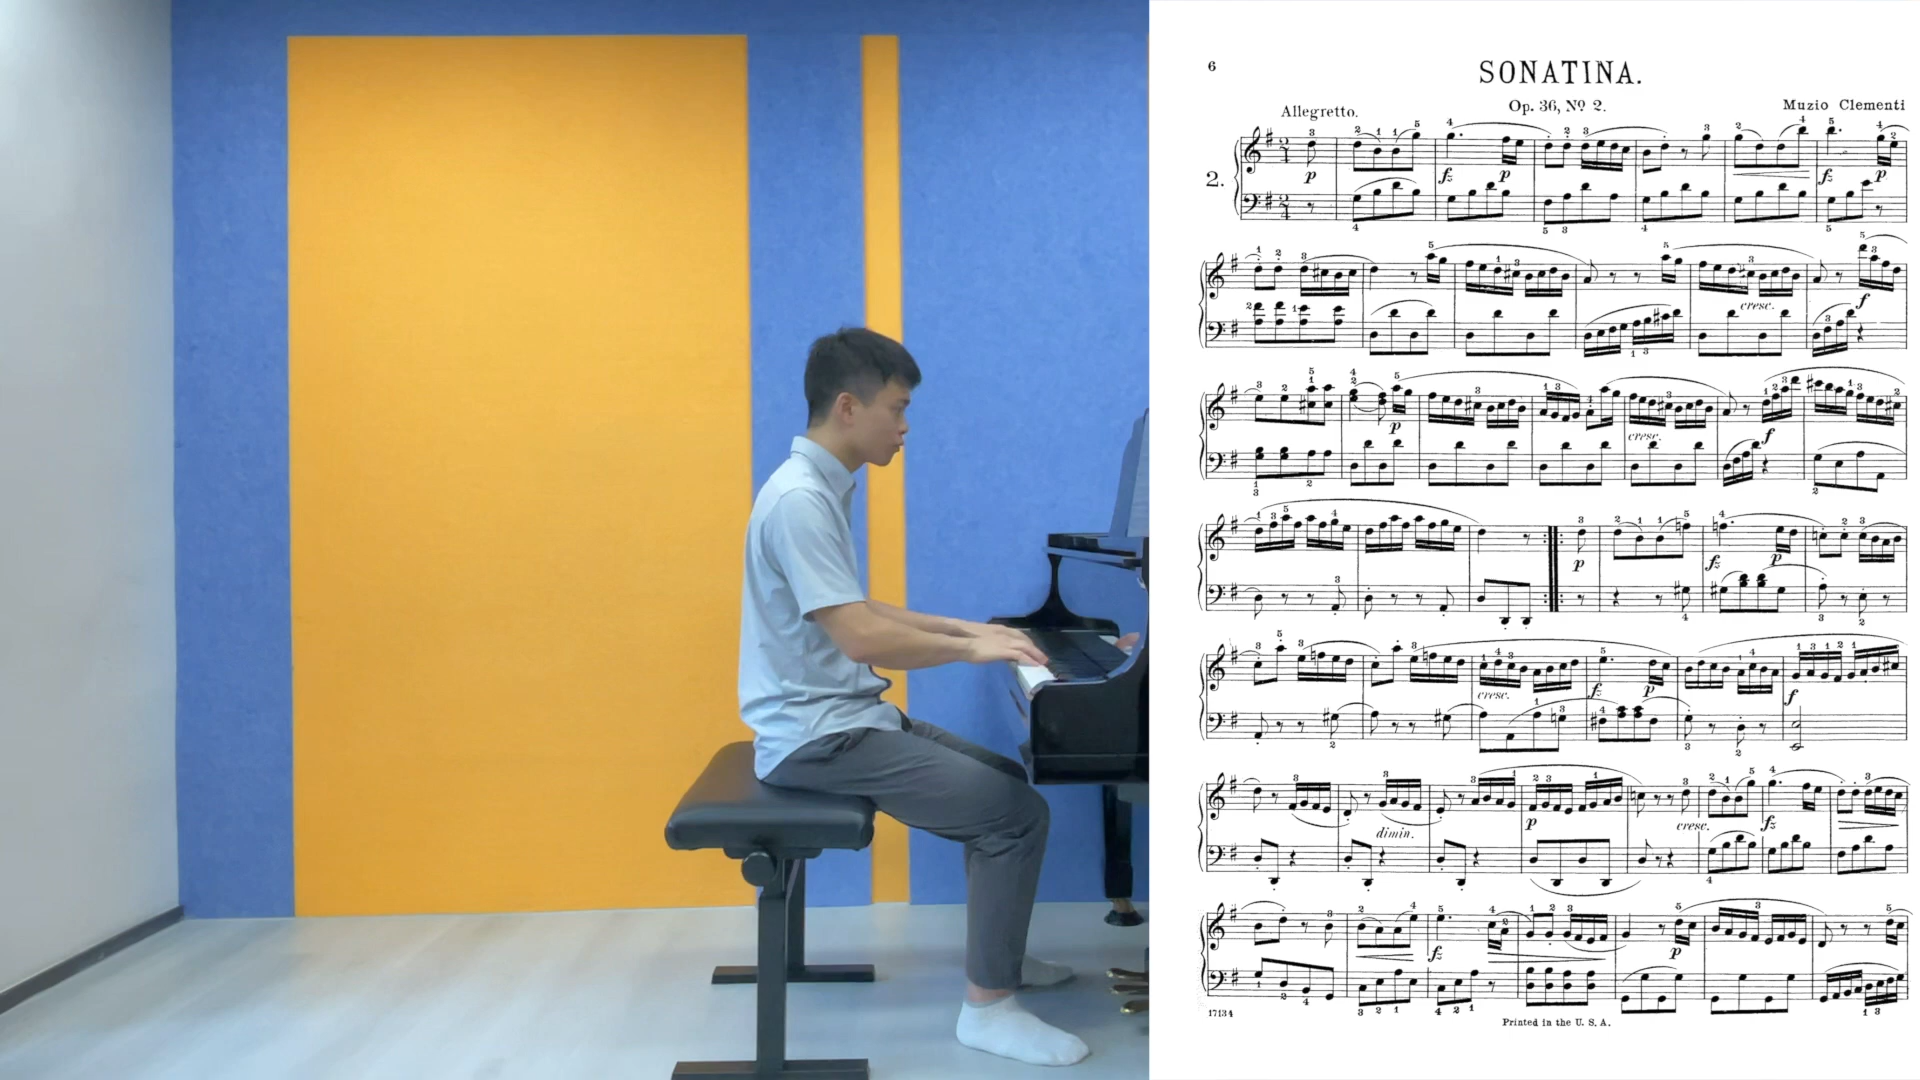 6
SONATINA.
Op. 36, Nº 2.
Allegretto.
Muzio Clementi
2.
p
fz
p
fz
p
cresc.
f
p
cresc.
f
p
fz
p
cresc.
fz
p
f
dimin.
p
cresc.
fz
fz
p
17134
Printed in the U. S. A.